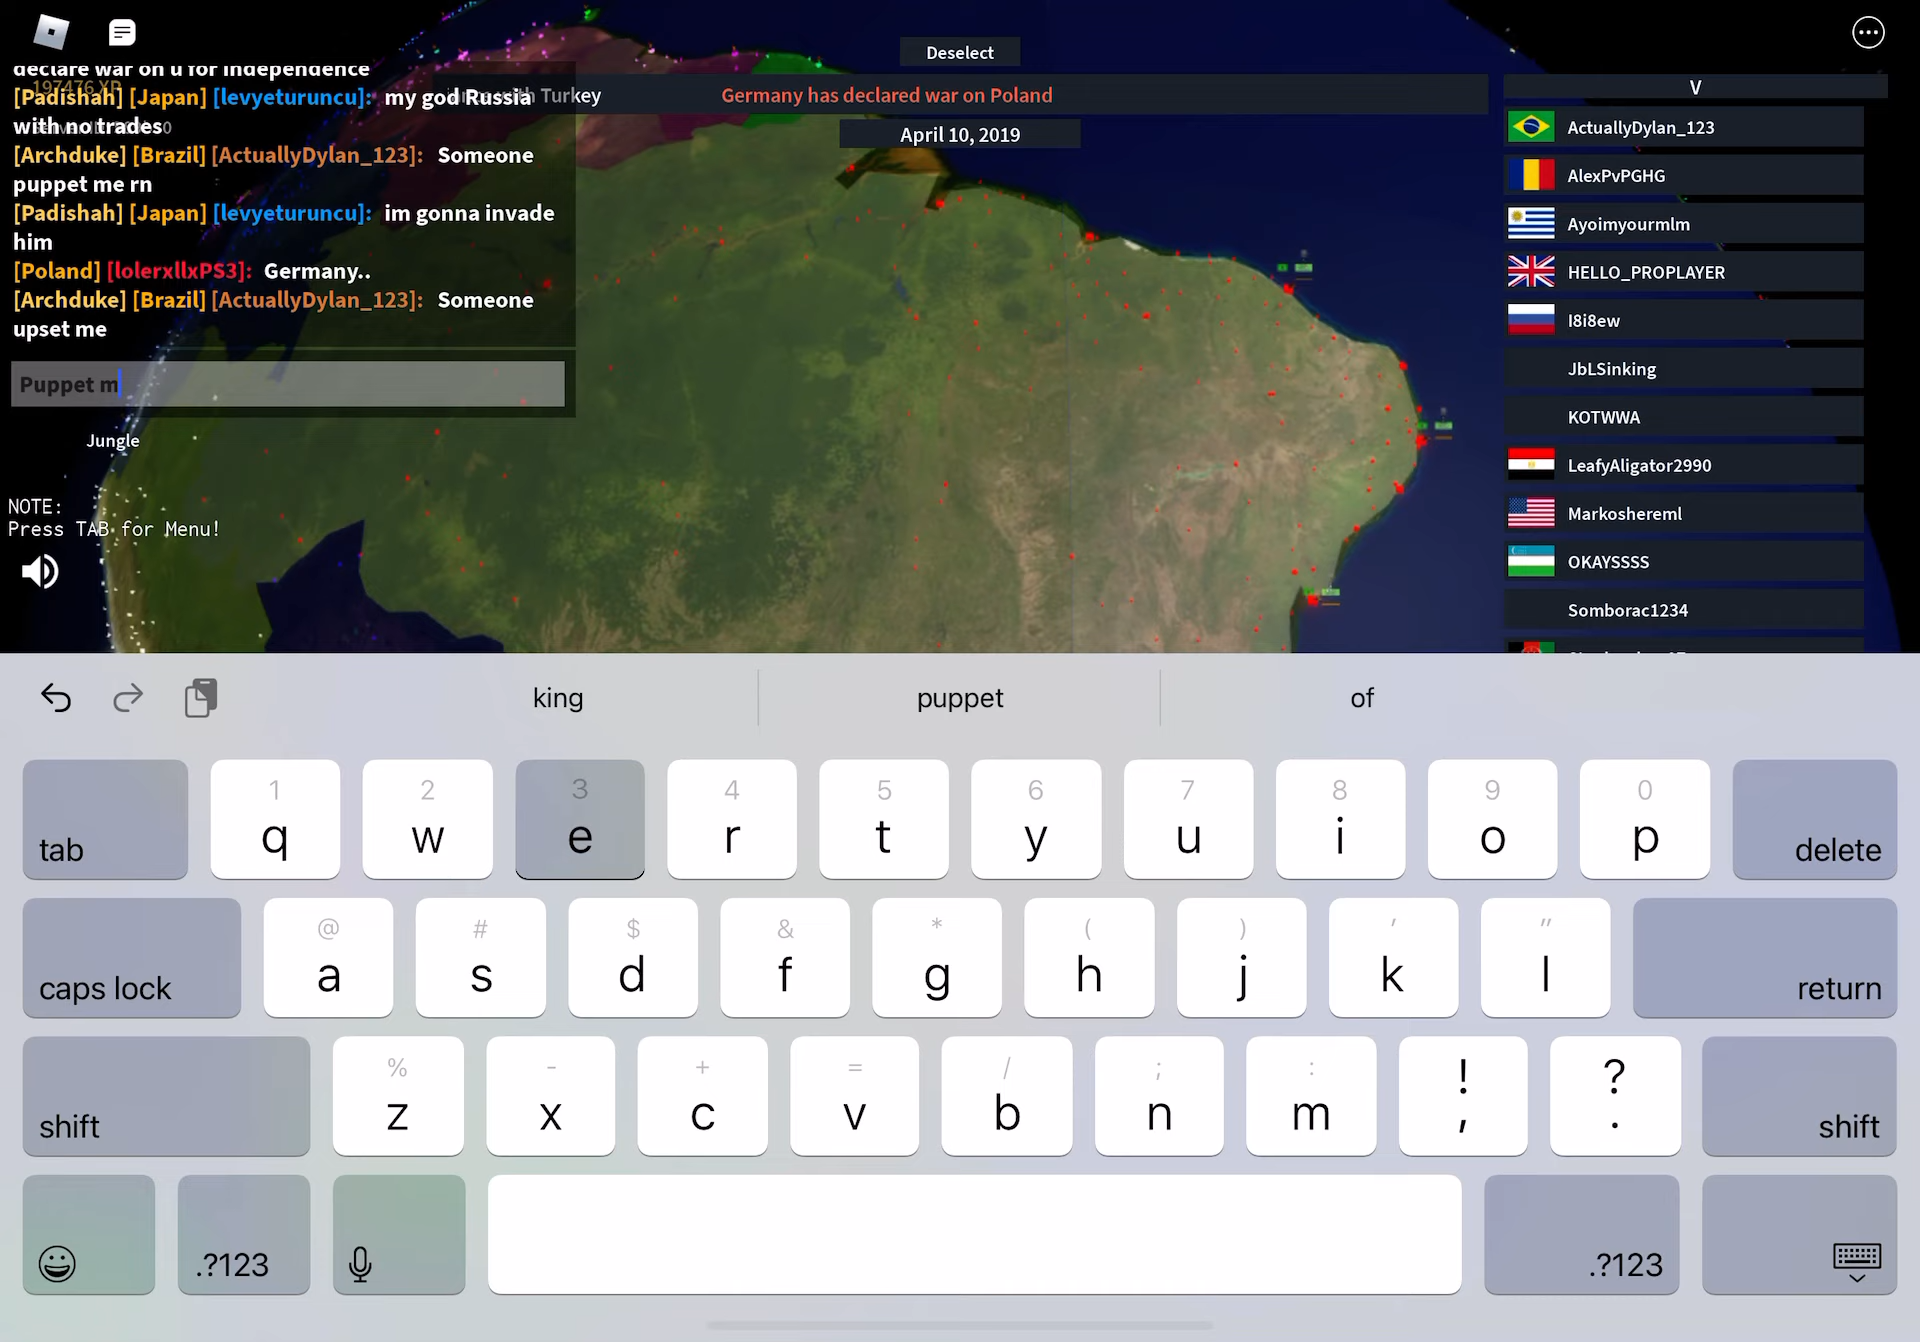 declare war on u for independence
197476 XP
[Padishah] [Japan] [levyeturuncu]: my god Russia
with no trades
[Archduke] [Brazil] [ActuallyDylan_123]: Someone
puppet me rn
[Padishah] [Japan] [levyeturuncu]: im gonna invade
him
[Poland] [lolerxllxPS3]: Germany..
[Archduke] [Brazil] [ActuallyDylan_123]: Someone
upset me
Puppet m
Jungle
NOTE:
Press TAB for Menu!
Deselect
with Turkey
Germany has declared war on Poland
April 10, 2019
V
ActuallyDylan_123
AlexPvPGHG
Ayoimyourmlm
HELLO_PROPLAYER
I8i8ew
JbLSinking
KOTWWA
LeafyAligator2990
Markoshereml
OKAYSSSS
Somborac1234
king puppet of
1 2 3 4 5 6 7 8 9 0
tab q w e r t y u i o p delete
@ # $ & * ( ) ' "
caps lock a s d f g h j k l return
% - + = / ; : ! ?
shift z x c v b n m , . shift
.?123 .?123